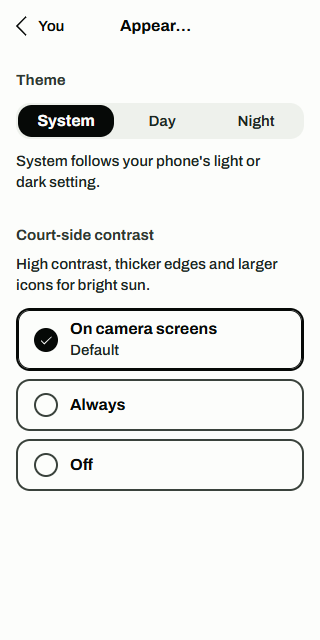 You
Appear...
Theme
System
Day
Night
System follows your phone's light or
dark setting.
Court-side contrast
High contrast, thicker edges and larger
icons for bright sun.
On camera screens
Default
Always
Off